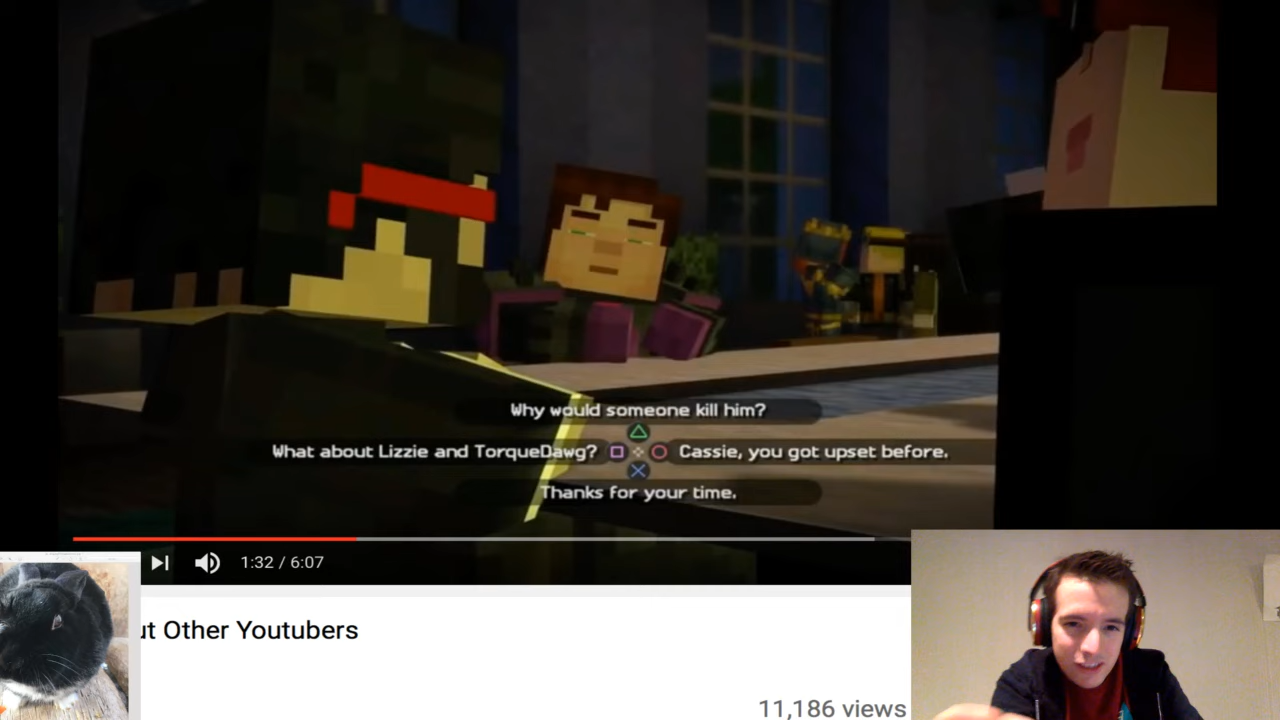 Why would someone kill him?
What about Lizzie and TorqueDawg? Cassie, you got upset before.
Thanks for your time.
1:32 / 6:07
ut Other Youtubers
11,186 views